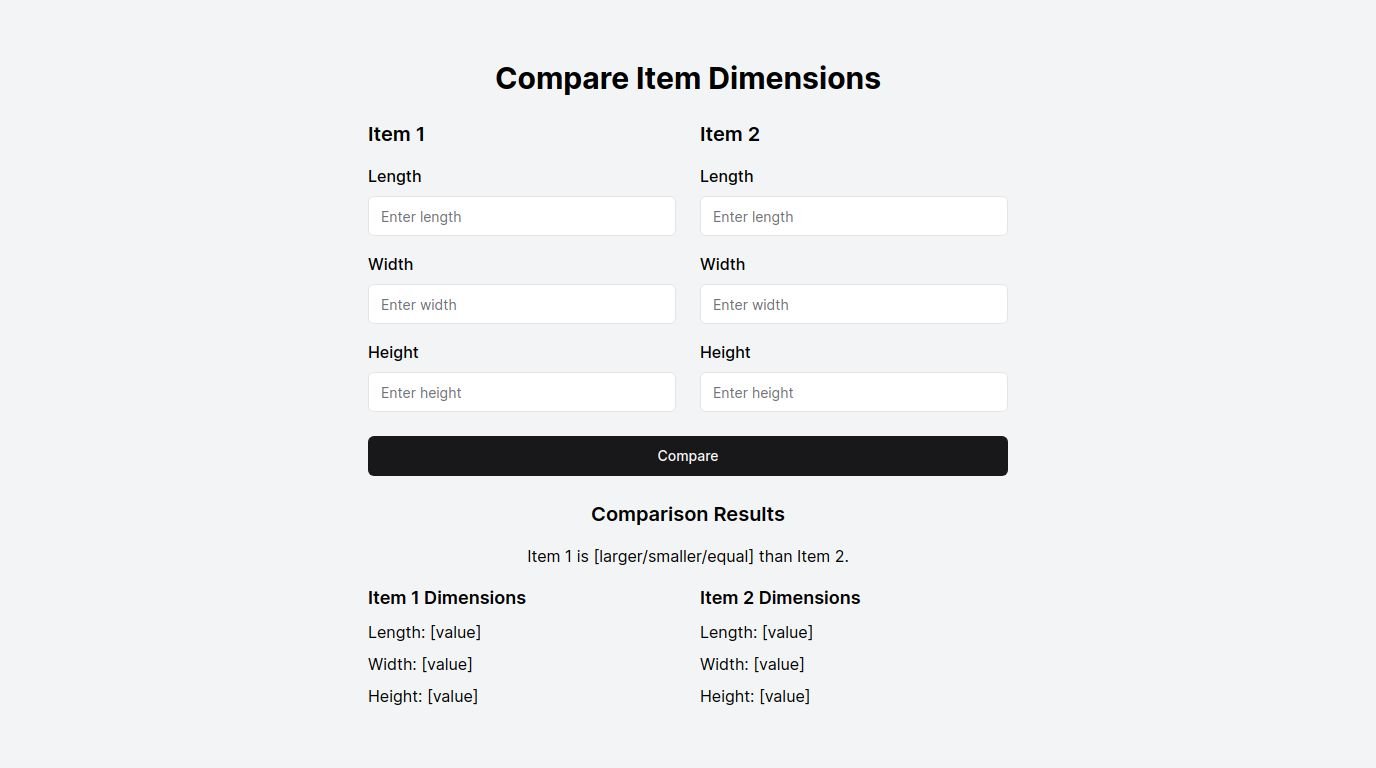 Compare Item Dimensions
Item 1
Length
Enter length
Width
Enter width
Height
Enter height
Item 2
Length
Enter length
Width
Enter width
Height
Enter height
Compare
Comparison Results
Item 1 is [larger/smaller/equal] than Item 2.
Item 1 Dimensions
Length: [value]
Width: [value]
Height: [value]
Item 2 Dimensions
Length: [value]
Width: [value]
Height: [value]